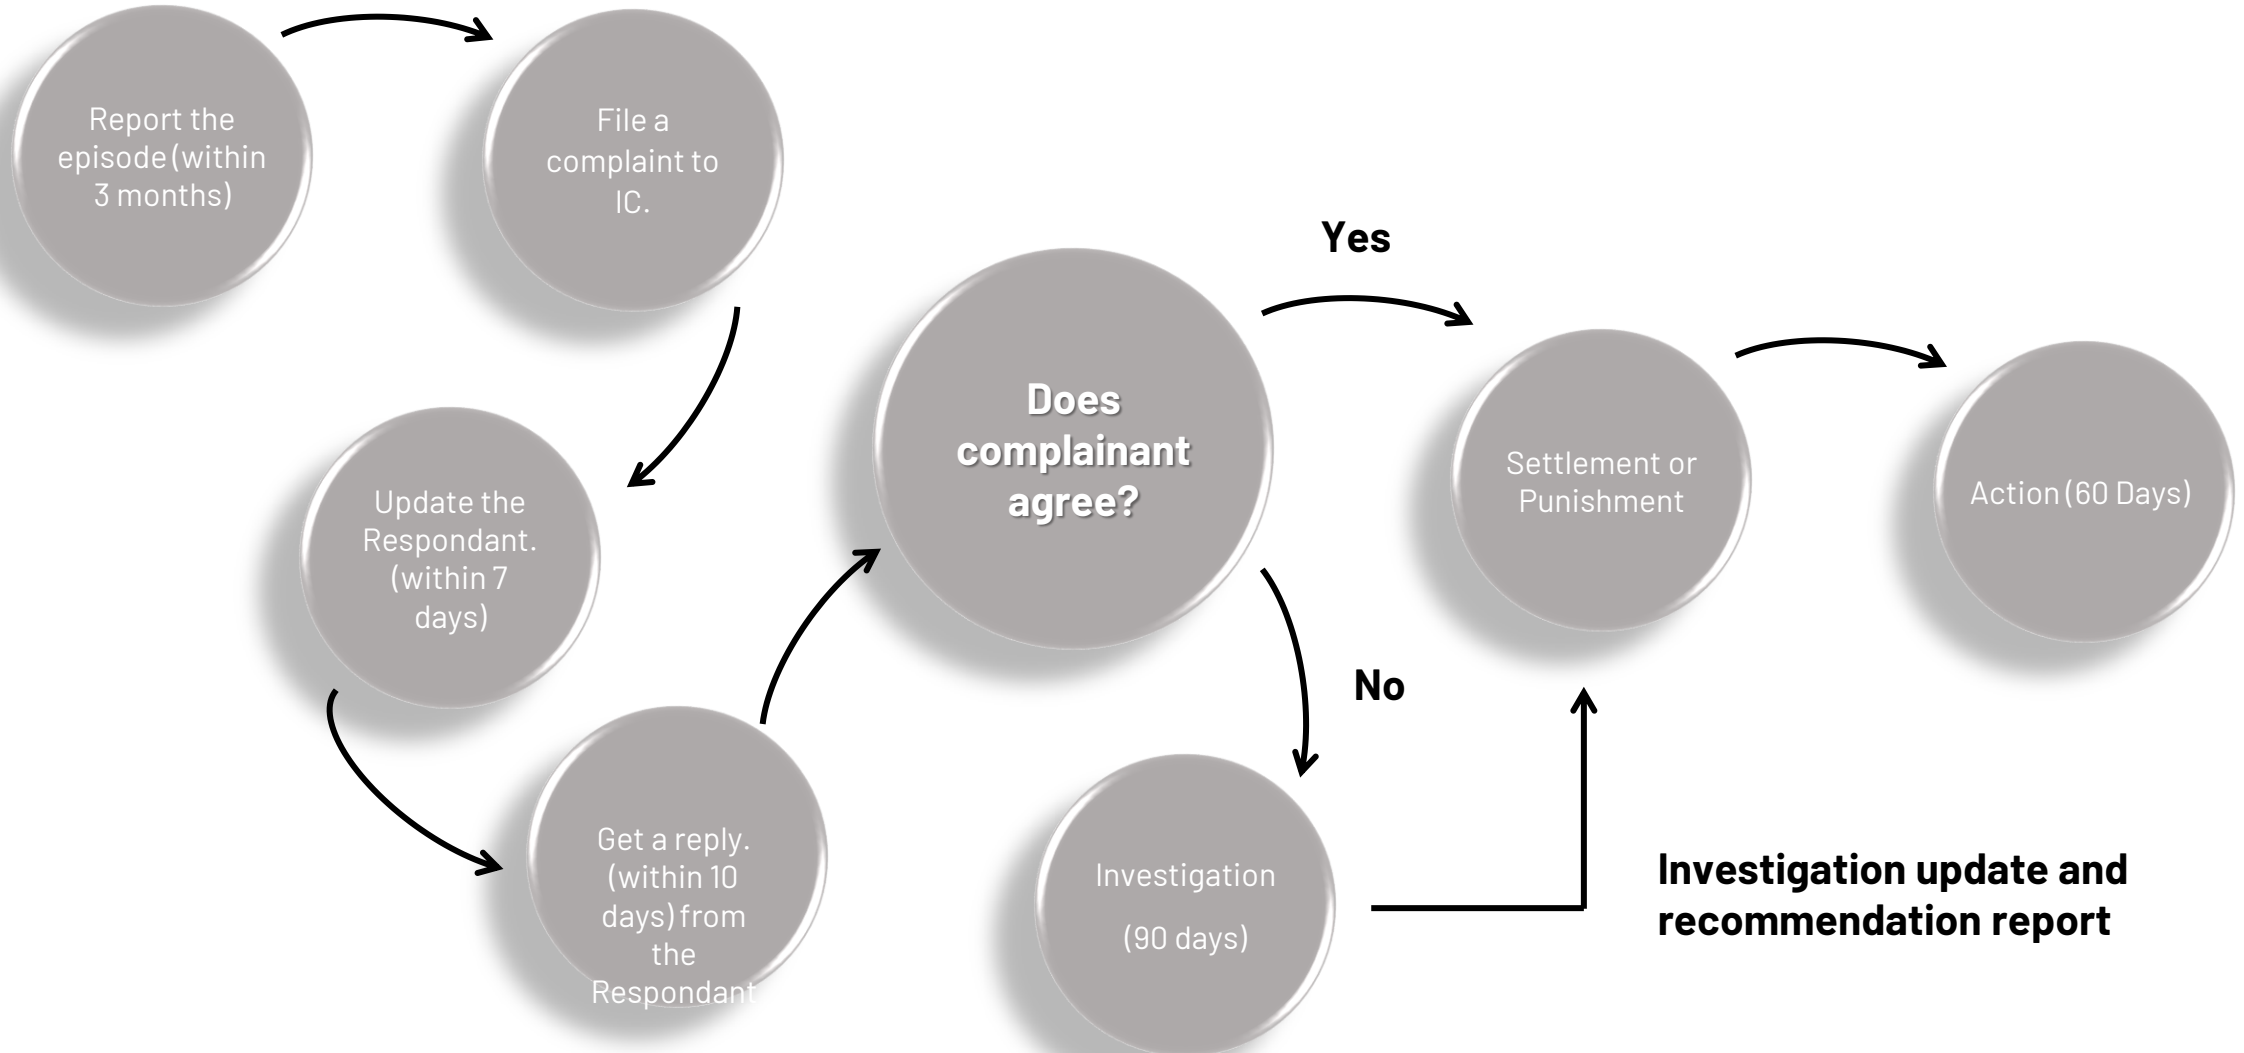 Report the
episode (within
3 months)
File a
complaint to
IC.
Update the
Respondant.
(within 7
days)
Get a reply.
(within 10
days) from
the
Respondant
Does
complainant
agree?
Yes
Settlement or
Punishment
Action (60 Days)
No
Investigation
(90 days)
Investigation update and
recommendation report